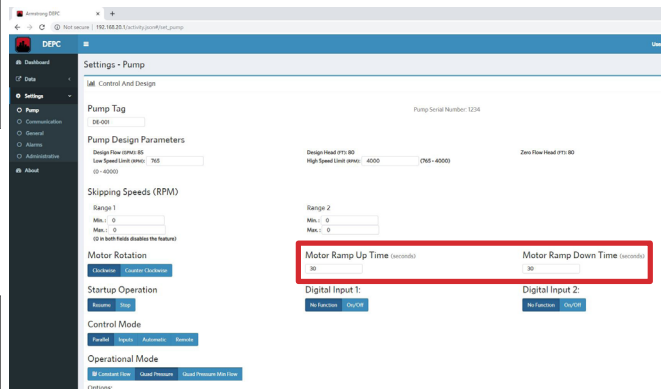 Armstrong DEPC
Not secure | 192.168.20.1/activity.json#/set_pump
DEPC
User
Dashboard
Data
Settings
Pump
Communication
General
Alarms
Administrative
About
Settings - Pump
Control And Design
Pump Tag
Pump Serial Number: 1234
DE-001
Pump Design Parameters
Design Flow (GPM): 85
Design Head (FT): 80
Zero Flow Head (FT): 80
Low Speed Limit (RPM): 765
High Speed Limit (RPM): 4000 (765 - 4000)
(0 - 4000)
Skipping Speeds (RPM)
Range 1
Range 2
Min.: 0
Min.: 0
Max.: 0
Max.: 0
(0 in both fields disables the feature)
Motor Rotation
Motor Ramp Up Time (seconds)
Motor Ramp Down Time (seconds)
Clockwise Counter Clockwise
30
30
Startup Operation
Digital Input 1:
Digital Input 2:
Resume Stop
No Function On/Off
No Function On/Off
Control Mode
Parallel Inputs Automatic Remote
Operational Mode
Constant Flow Quad Pressure Quad Pressure Min Flow
Options: